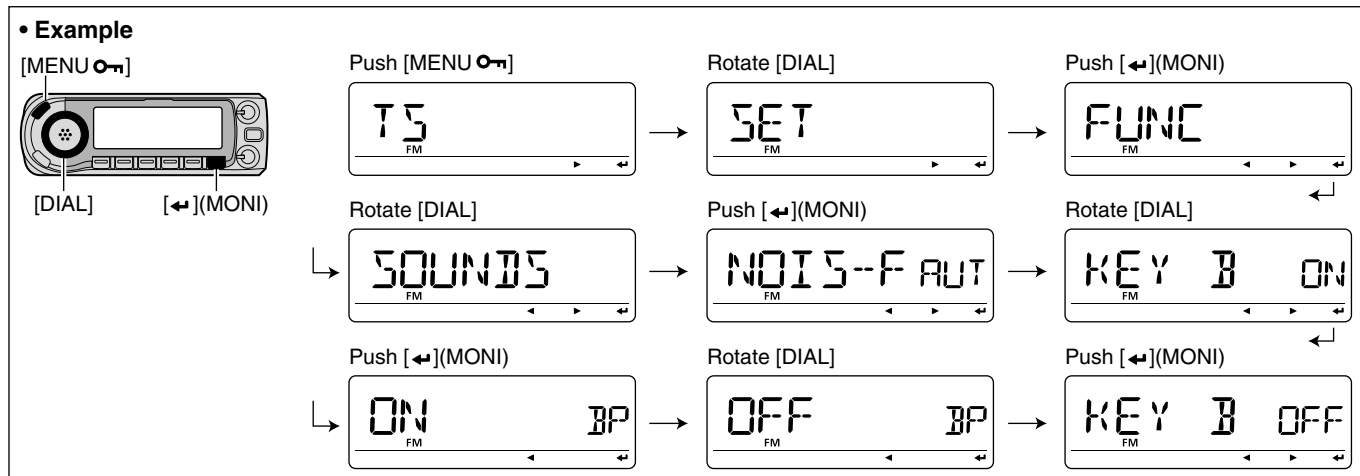 • Example
[MENU]
[DIAL]
[↵](MONI)
Push [MENU]
TS
FM
Rotate [DIAL]
SET
FM
Push [↵](MONI)
FUNC
FM
Rotate [DIAL]
SOUNDS
FM
Push [↵](MONI)
NOIS-F AUT
FM
Rotate [DIAL]
KEY B ON
FM
Push [↵](MONI)
ON BP
FM
Rotate [DIAL]
OFF BP
FM
Push [↵](MONI)
KEY B OFF
FM